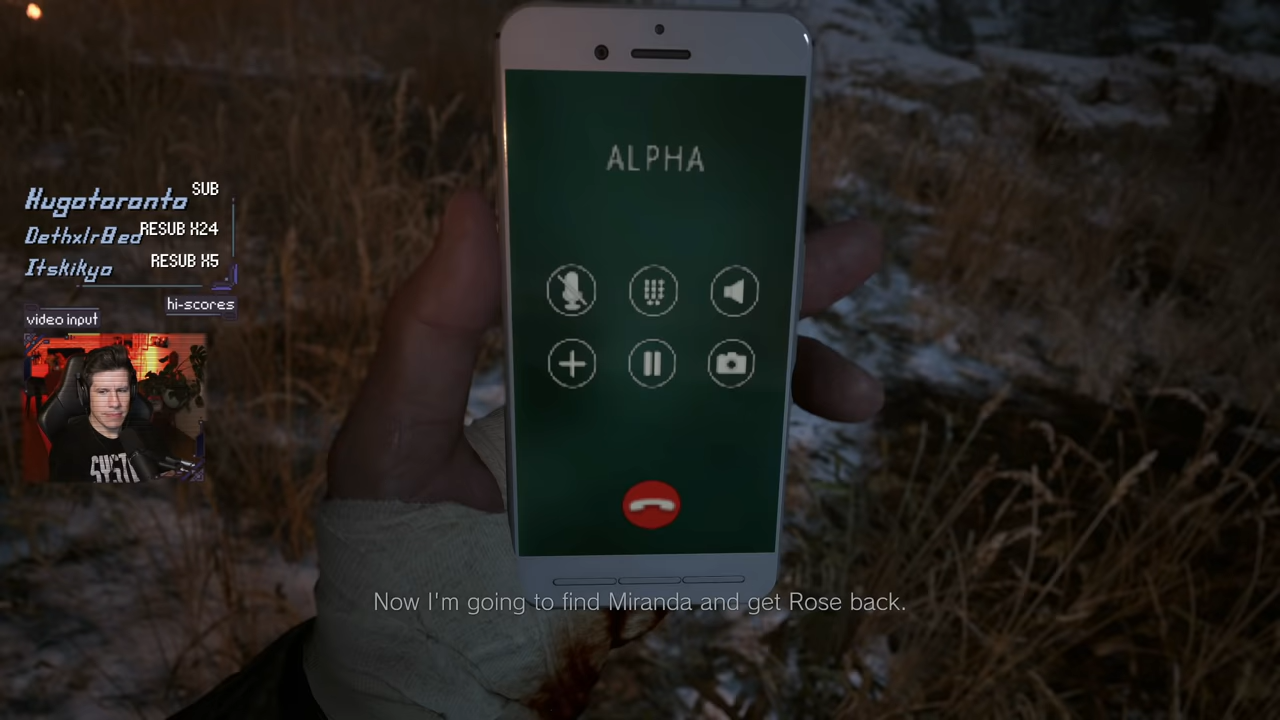 ALPHA
Hugotoronto SUB
Dethxlr8ed RESUB X24
Itskikyo RESUB X5
hi-scores
video input
Now I'm going to find Miranda and get Rose back.